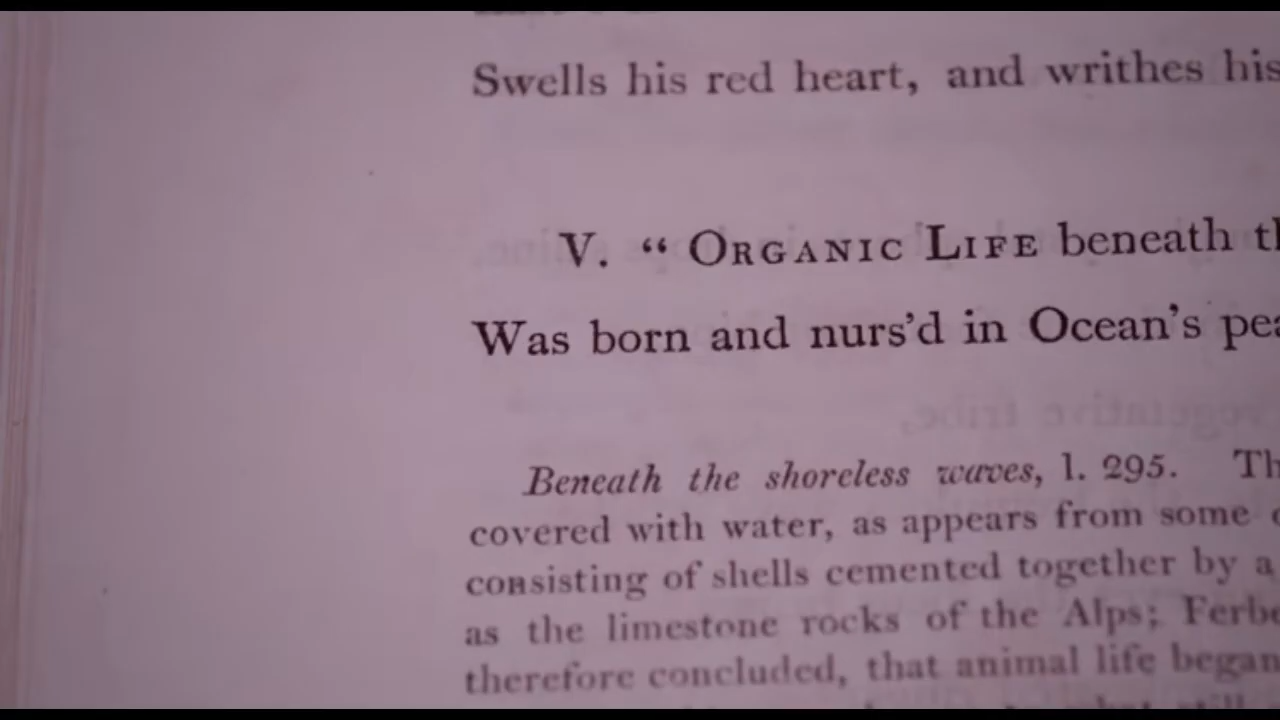 Swells his red heart, and writhes his
V. “ ORGANIC LIFE beneath th
Was born and nurs’d in Ocean’s pea
Beneath the shoreless waves, l. 295. Th
covered with water, as appears from some
consisting of shells cemented together by a
as the limestone rocks of the Alps; Ferbe
therefore concluded, that animal life began